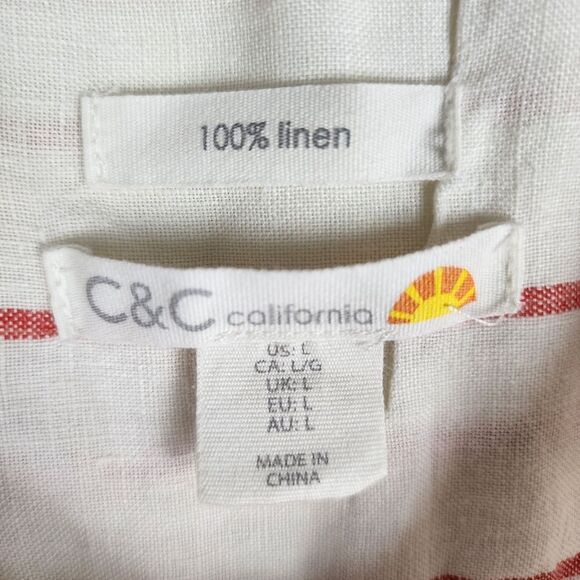 100% linen
C&C california
US: L
CA: L/G
UK: L
EU: L
AU: L
MADE IN
CHINA